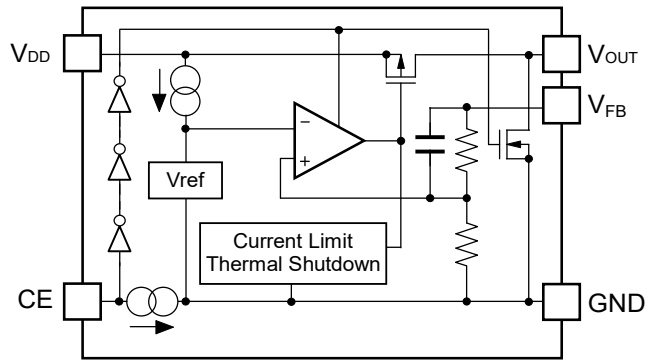 VDD
VOUT
VFB
−
+
Vref
Current Limit
Thermal Shutdown
CE
GND